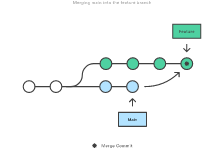 Merging main into the feature branch
Feature
Main
Merge Commit